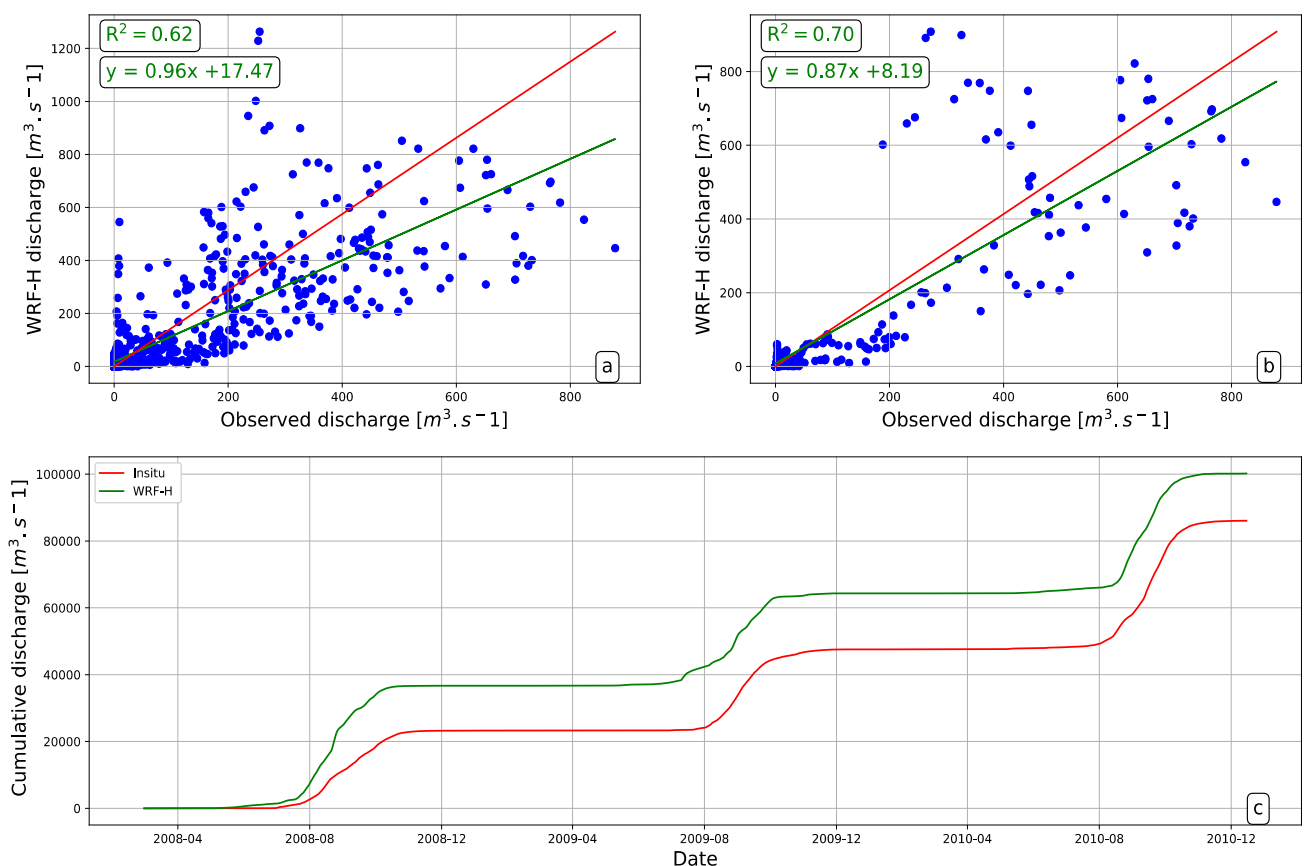 R² = 0.62
y = 0.96x +17.47
WRF-H discharge [m³.s⁻1]
1200
1000
800
600
400
200
0
a
0 200 400 600 800
Observed discharge [m³.s⁻1]
R² = 0.70
y = 0.87x +8.19
WRF-H discharge [m³.s⁻1]
800
600
400
200
0
b
0 200 400 600 800
Observed discharge [m³.s⁻1]
Insitu
WRF-H
Cumulative discharge [m³.s⁻1]
100000
80000
60000
40000
20000
0
c
2008-04 2008-08 2008-12 2009-04 2009-08 2009-12 2010-04 2010-08 2010-12
Date